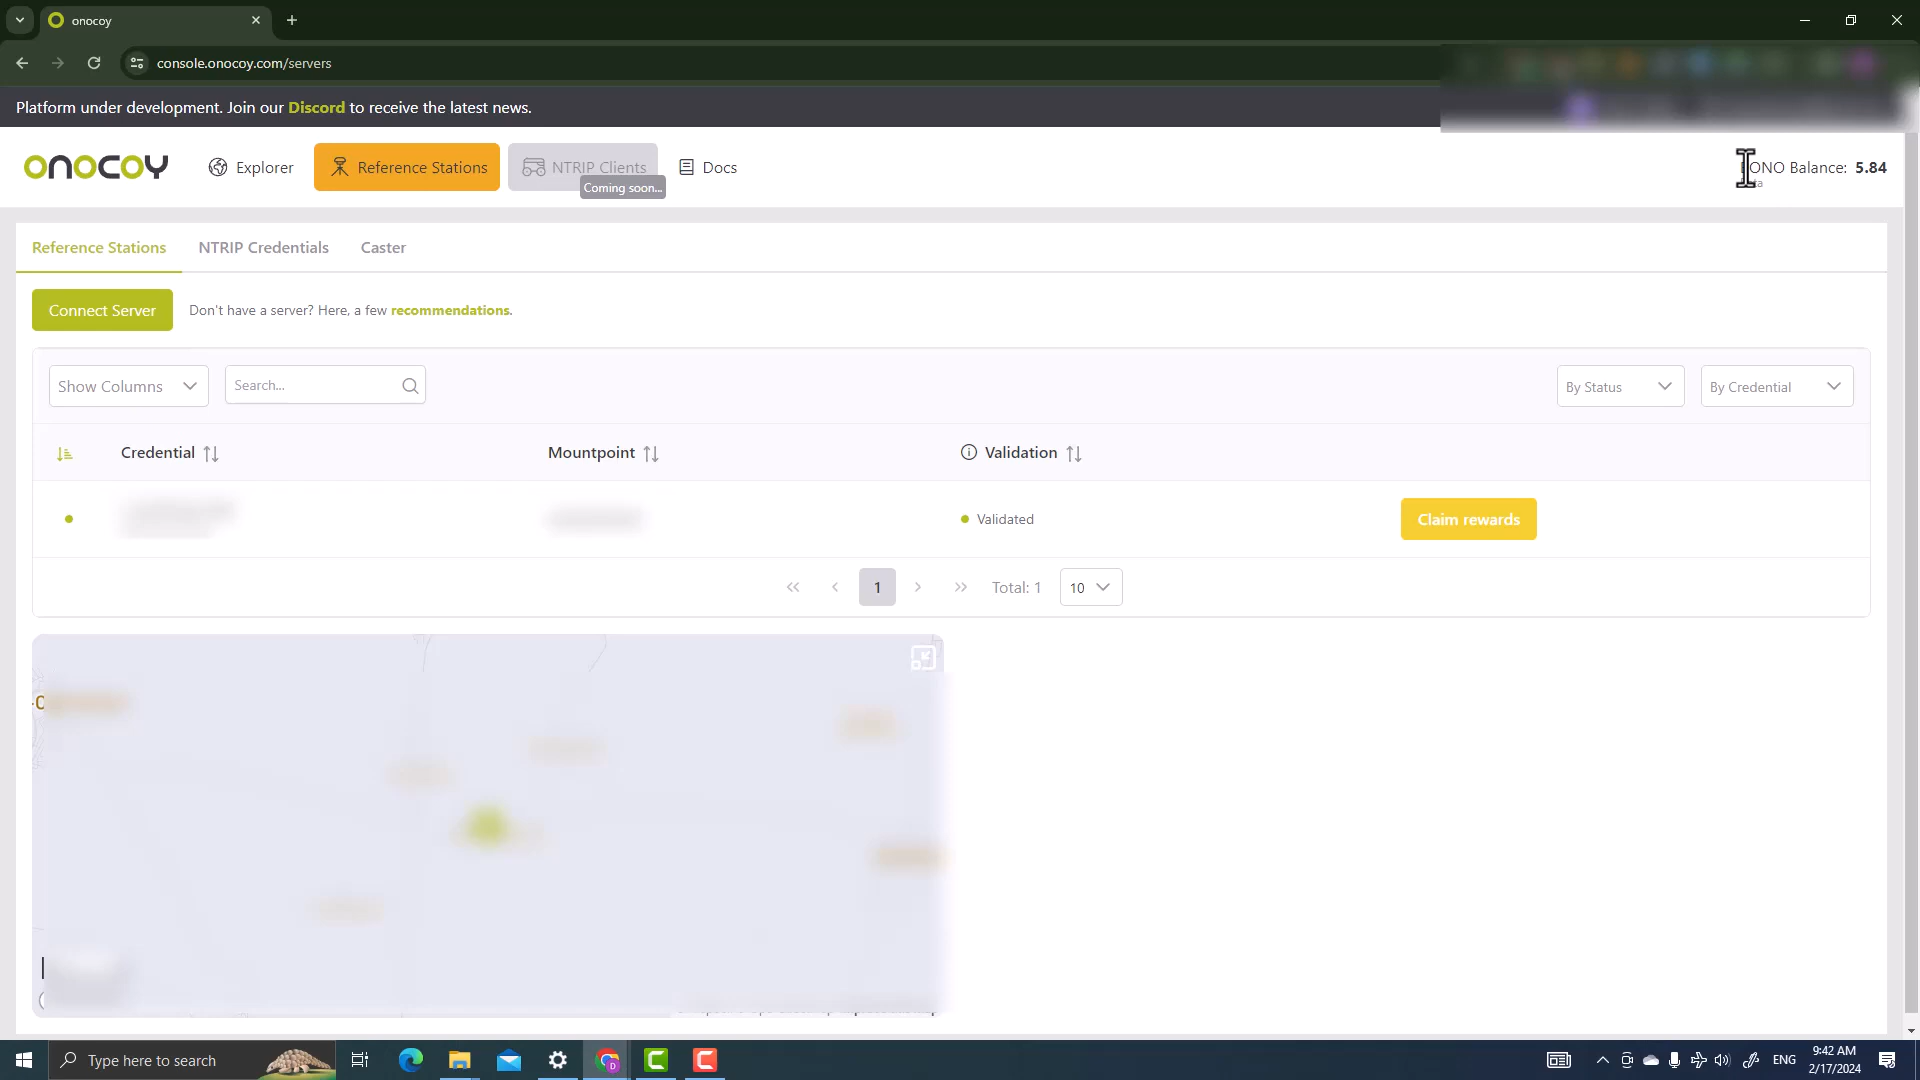 onocoy
console.onocoy.com/servers
Platform under development. Join our Discord to receive the latest news.
onocoy
Explorer
Reference Stations
NTRIP Clients
Coming soon...
Docs
ONO Balance: 5.84
Reference Stations
NTRIP Credentials
Caster
Connect Server
Don't have a server? Here, a few recommendations.
Show Columns
Search...
By Status
By Credential
Credential
Mountpoint
Validation
Validated
Claim rewards
1
Total: 1
10
Type here to search
ENG
9:42 AM
2/17/2024